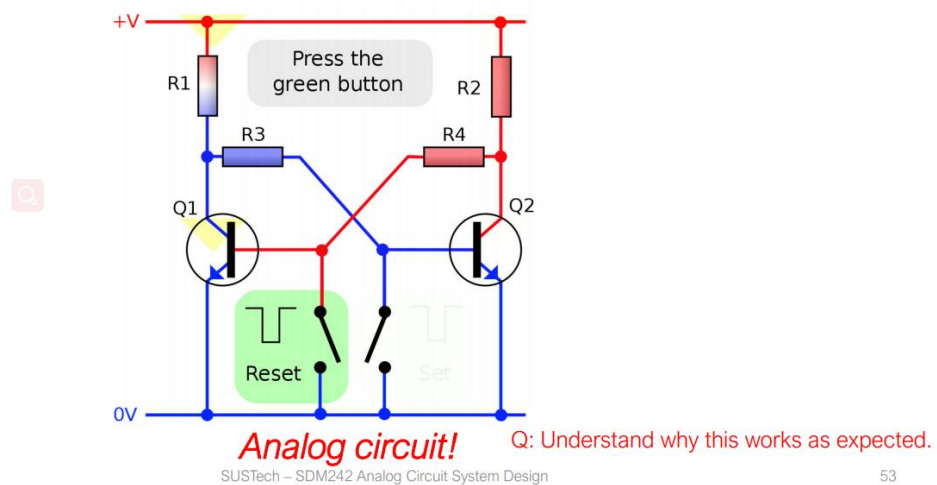 +V
Press the
green button
R1
R2
R3
R4
Q1
Q2
Reset
Set
0V
Analog circuit!
Q: Understand why this works as expected.
SUSTech – SDM242 Analog Circuit System Design
53